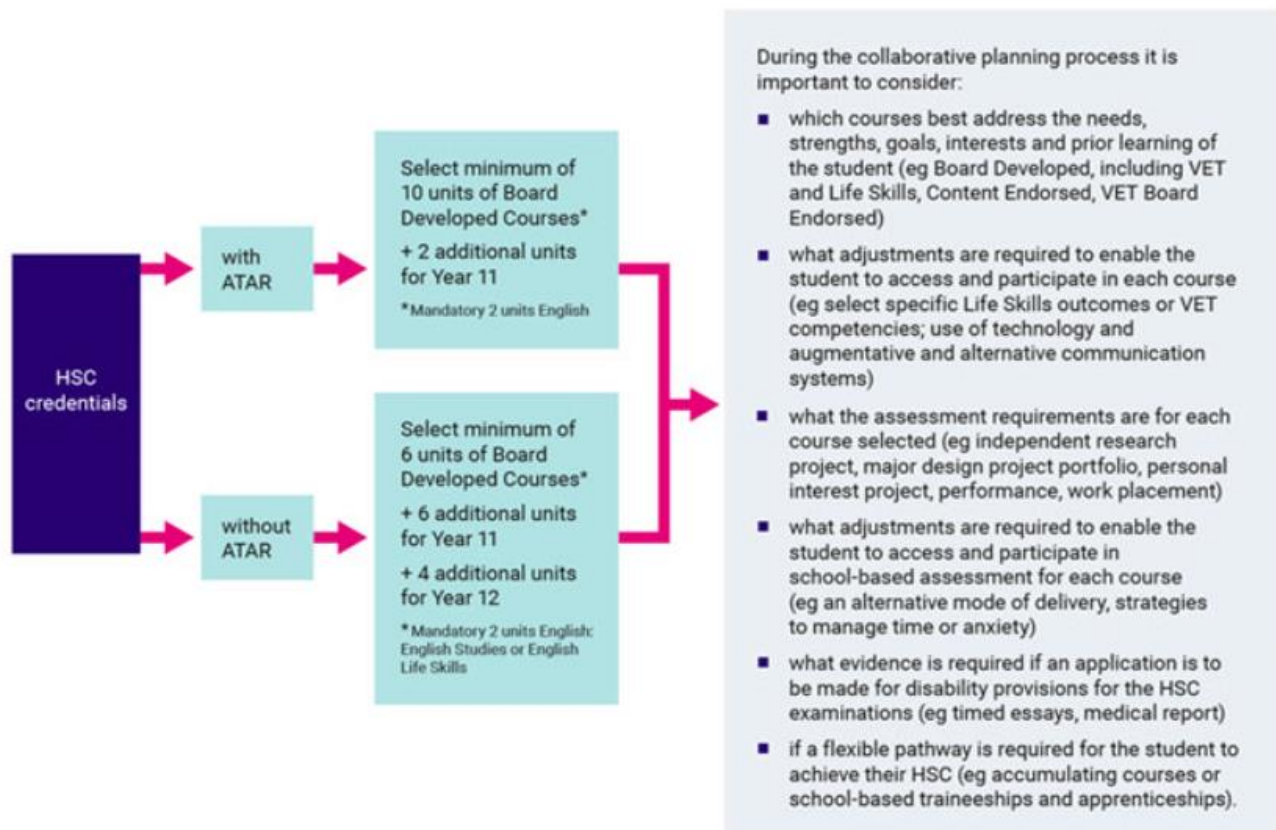 HSC
credentials
with
ATAR
Select minimum of
10 units of Board
Developed Courses*
+ 2 additional units
for Year 11
*Mandatory 2 units English
without
ATAR
Select minimum of
6 units of Board
Developed Courses*
+ 6 additional units
for Year 11
+ 4 additional units
for Year 12
*Mandatory 2 units English:
English Studies or English
Life Skills
During the collaborative planning process it is
important to consider:
■ which courses best address the needs,
strengths, goals, interests and prior learning of
the student (eg Board Developed, including VET
and Life Skills, Content Endorsed, VET Board
Endorsed)
■ what adjustments are required to enable the
student to access and participate in each course
(eg select specific Life Skills outcomes or VET
competencies; use of technology and
augmentative and alternative communication
systems)
■ what the assessment requirements are for each
course selected (eg independent research
project, major design project portfolio, personal
interest project, performance, work placement)
■ what adjustments are required to enable the
student to access and participate in
school-based assessment for each course
(eg an alternative mode of delivery, strategies
to manage time or anxiety)
■ what evidence is required if an application is to
be made for disability provisions for the HSC
examinations (eg timed essays, medical report)
■ if a flexible pathway is required for the student to
achieve their HSC (eg accumulating courses or
school-based traineeships and apprenticeships).